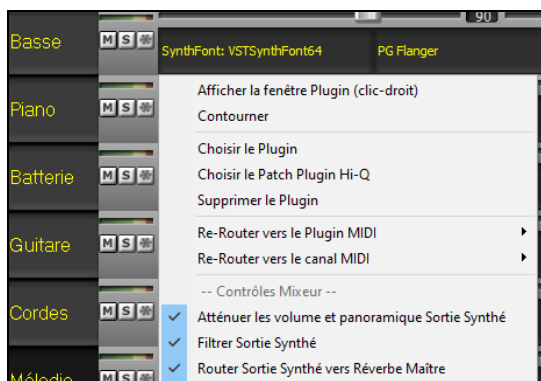 90
Basse M S
SynthFont: VSTSynthFont64 PG Flanger
Afficher la fenêtre Plugin (clic-droit)
Piano M S
Contourner
Choisir le Plugin
Batterie M S
Choisir le Patch Plugin Hi-Q
Supprimer le Plugin
Guitare M S
Re-Router vers le Plugin MIDI
Re-Router vers le canal MIDI
-- Contrôles Mixeur --
Cordes M S
Atténuer les volume et panoramique Sortie Synthé
Filtrer Sortie Synthé
Mélodie M S
Router Sortie Synthé vers Réverbe Maître